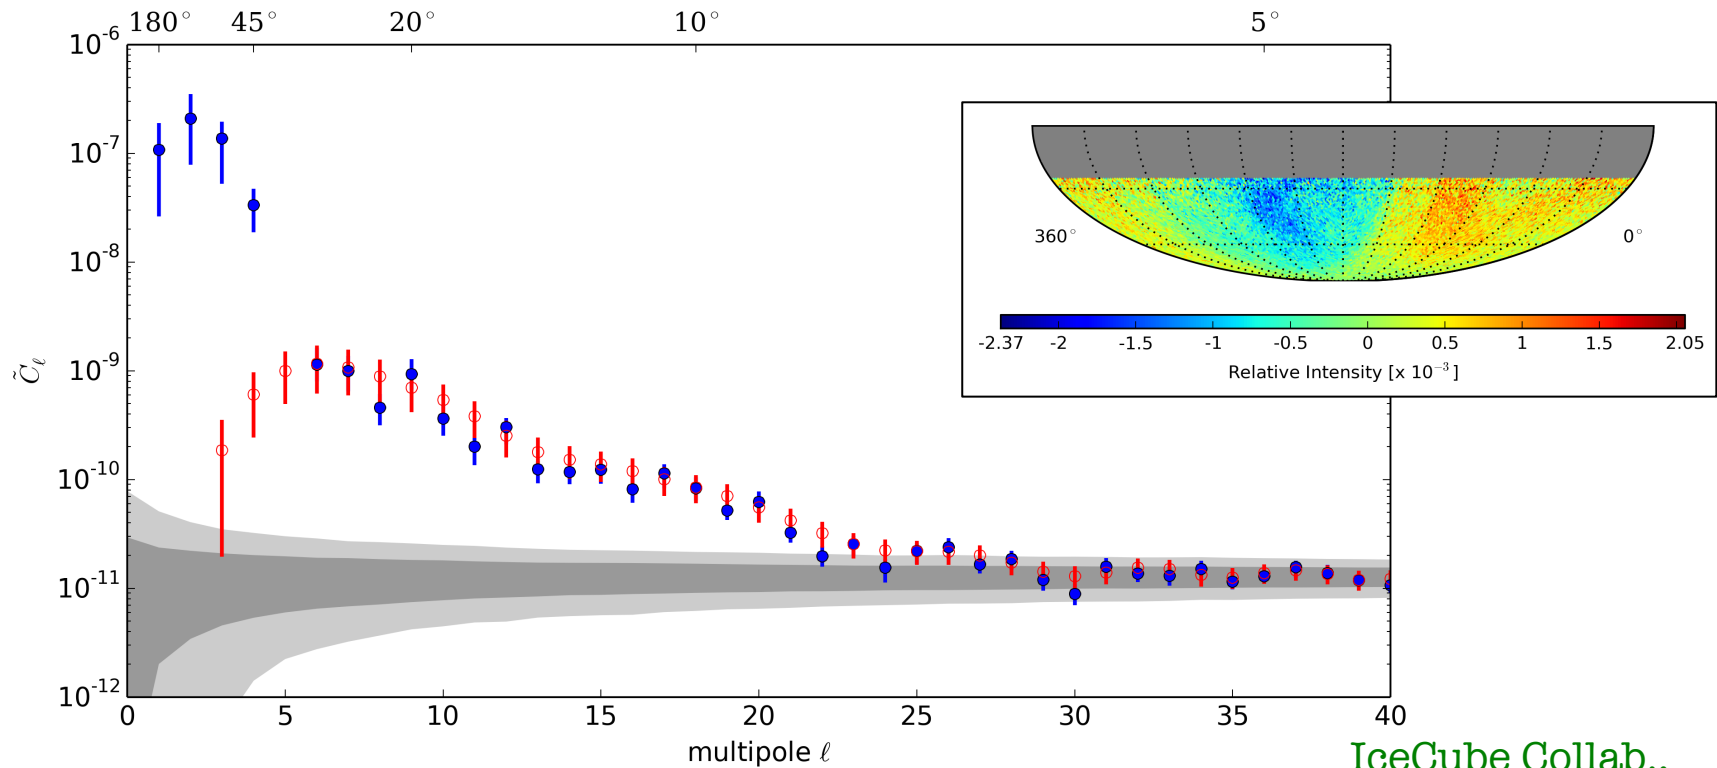 180° 45° 20° 10° 5°
10⁻⁶
10⁻⁷
10⁻⁸
10⁻⁹
10⁻¹⁰
10⁻¹¹
10⁻¹²
C̃ℓ
0 5 10 15 20 25 30 35 40
multipole ℓ
360° 0°
-2.37 -2 -1.5 -1 -0.5 0 0.5 1 1.5 2.05
Relative Intensity [x 10⁻³]
IceCube Collab..